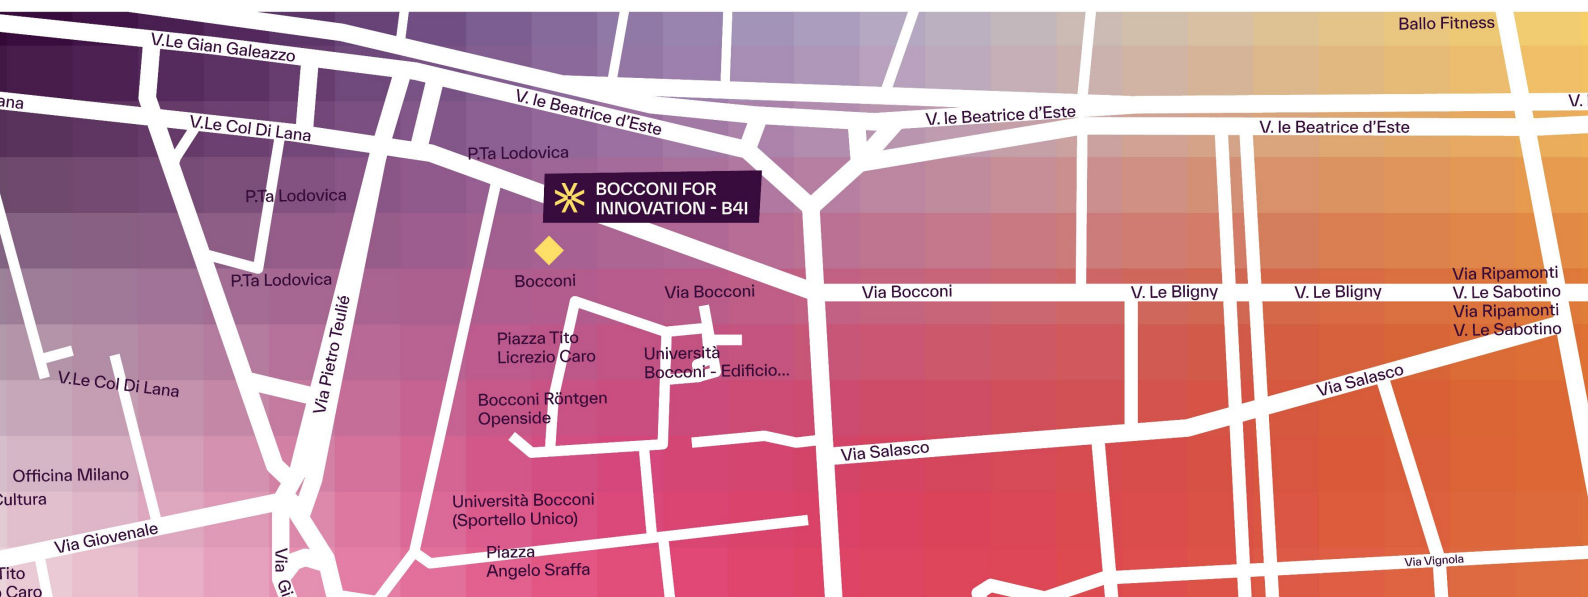 Ballo Fitness
V.Le Gian Galeazzo
ana
V. le Beatrice d'Este
V. le Beatrice d'Este
V.
V. le Beatrice d'Este
V.Le Col Di Lana
P.Ta Lodovica
P.Ta Lodovica
BOCCONI FOR
INNOVATION - B4I
P.Ta Lodovica
Bocconi
Via Bocconi
Via Bocconi
V. Le Bligny
V. Le Bligny
Via Ripamonti
V. Le Sabotino
Via Ripamonti
V. Le Sabotino
Via Pietro Teulié
Piazza Tito
Licrezio Caro
Università
Bocconi - Edificio...
V.Le Col Di Lana
Via Salasco
Bocconi Röntgen
Openside
Via Salasco
Officina Milano
Cultura
Università Bocconi
(Sportello Unico)
Via Giovenale
Piazza
Angelo Sraffa
Via Vignola
Via Gi
Tito
o Caro